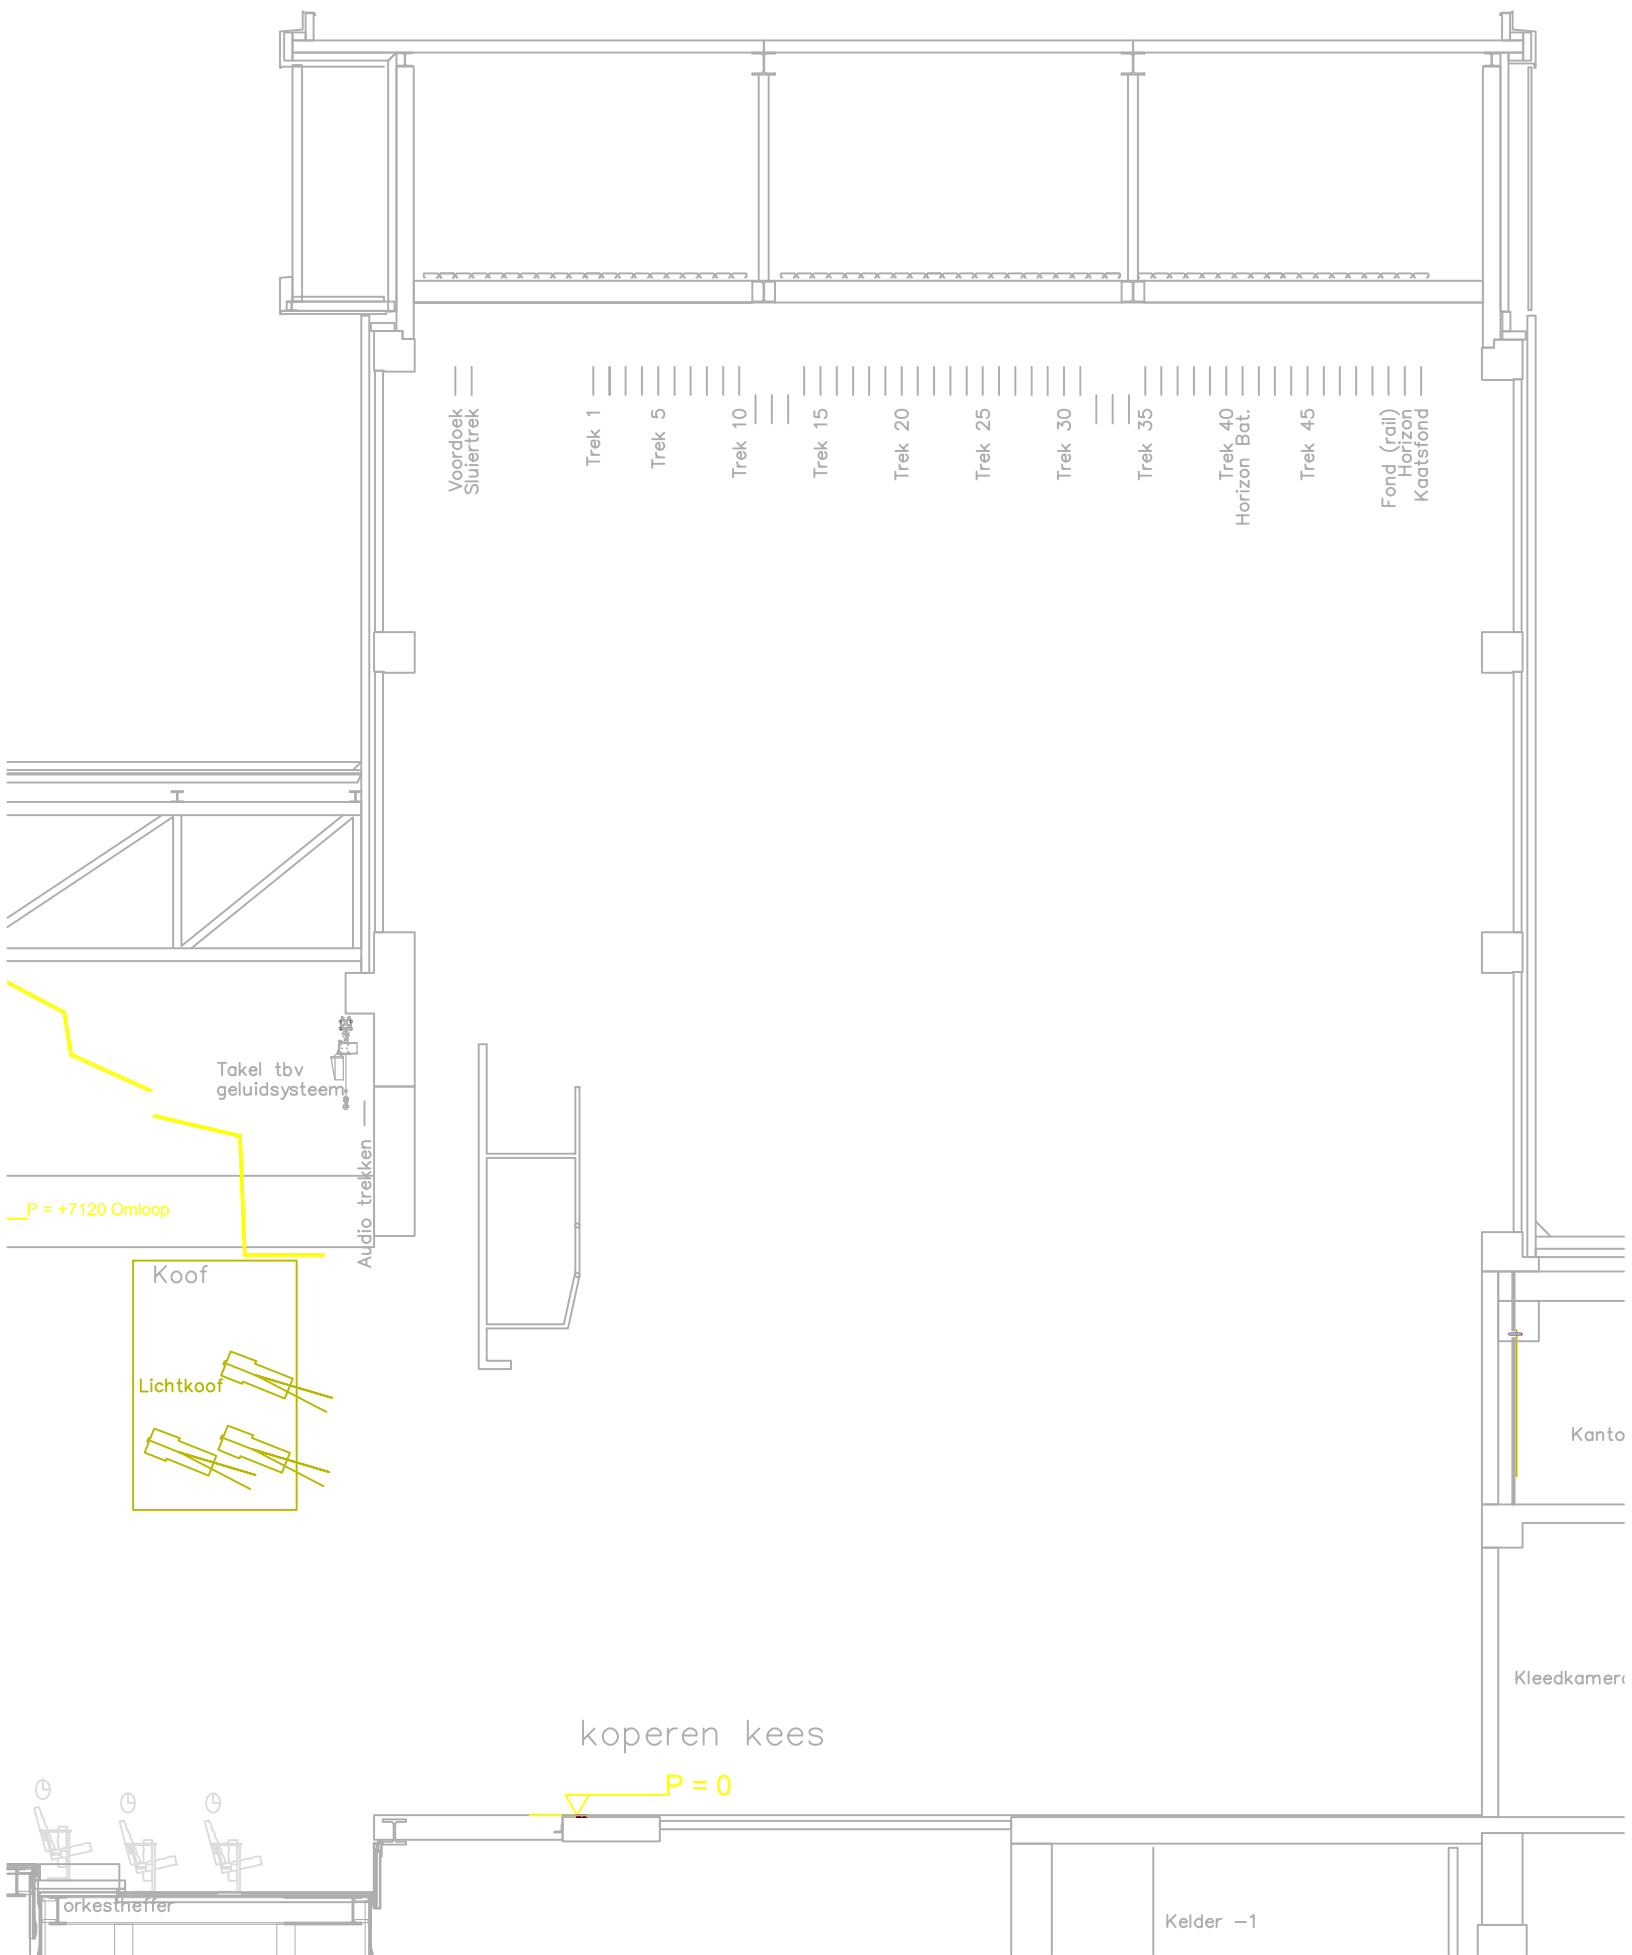 Voordoek
Sluiertrek
Trek 1
Trek 5
Trek 10
Trek 15
Trek 20
Trek 25
Trek 30
Trek 35
Trek 40
Horizon Bat.
Trek 45
Fond (rail)
Horizon
Kaatsfond
Takel tbv
geluidsysteem
Audio trekken
P = +7120 Omloop
Koof
Lichtkoof
Kanto
Kleedkamer
koperen kees
P = 0
orkestheffer
Kelder -1